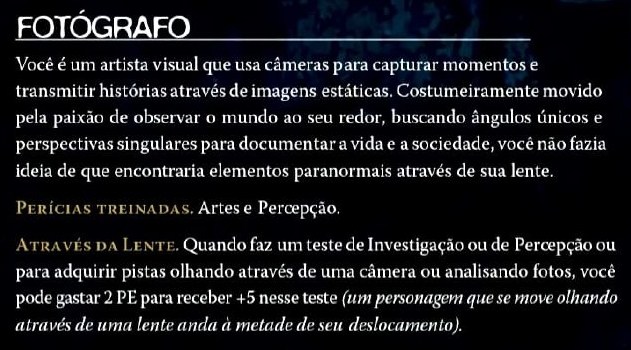 FOTÓGRAFO
Você é um artista visual que usa câmeras para capturar momentos e
transmitir histórias através de imagens estáticas. Costumeiramente movido
pela paixão de observar o mundo ao seu redor, buscando ângulos únicos e
perspectivas singulares para documentar a vida e a sociedade, você não fazia
ideia de que encontraria elementos paranormais através de sua lente.
PERÍCIAS TREINADAS. Artes e Percepção.
ATRAVÉS DA LENTE. Quando faz um teste de Investigação ou de Percepção ou
para adquirir pistas olhando através de uma câmera ou analisando fotos, você
pode gastar 2 PE para receber +5 nesse teste (um personagem que se move olhando
através de uma lente anda à metade de seu deslocamento).